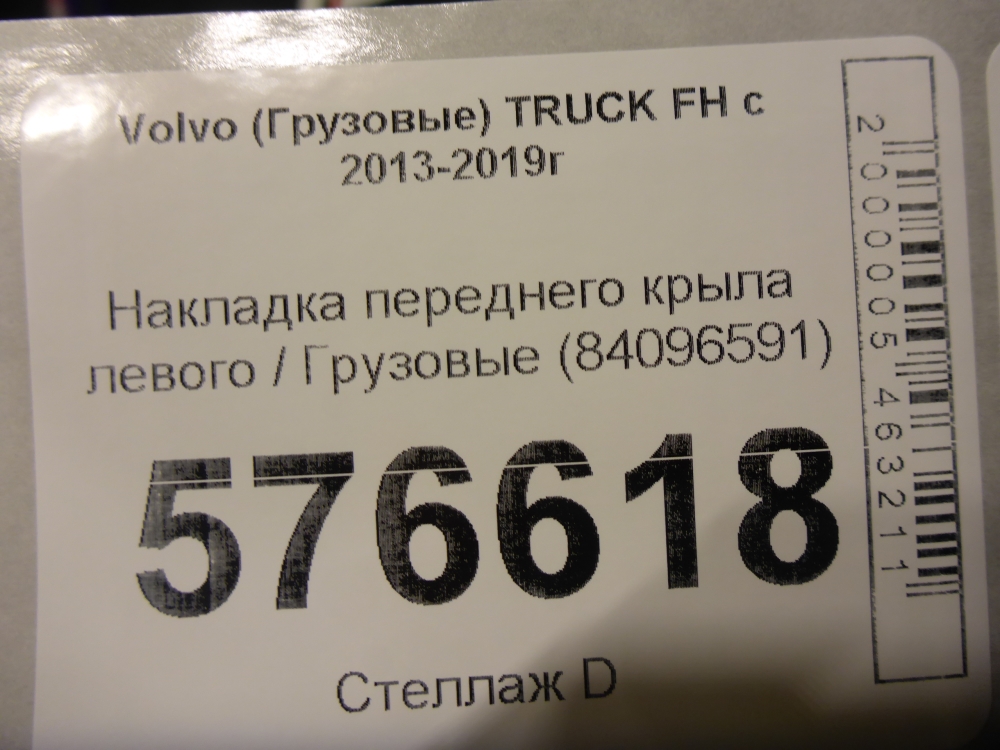 Volvo (Грузовые) TRUCK FH с
2013-2019г
Накладка переднего крыла
левого / Грузовые (84096591)
576618
Стеллаж D
2000005463211